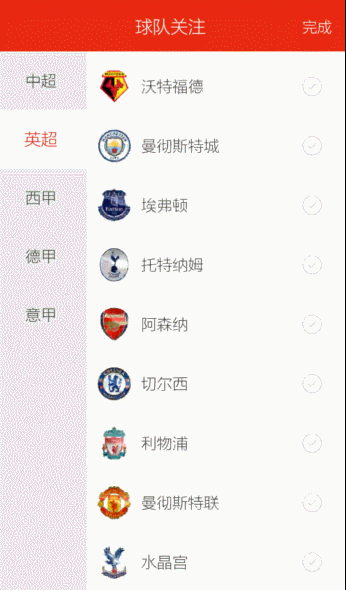 球队关注
完成
中超
英超
西甲
德甲
意甲
沃特福德
曼彻斯特城
埃弗顿
托特纳姆
阿森纳
切尔西
利物浦
曼彻斯特联
水晶宫